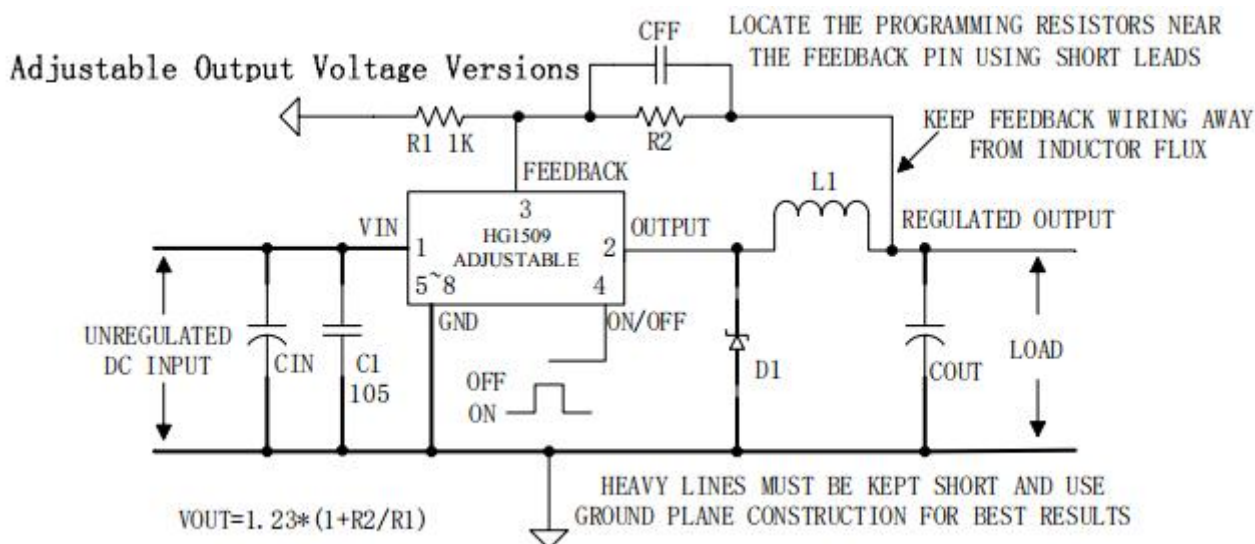 CFF
LOCATE THE PROGRAMMING RESISTORS NEAR
THE FEEDBACK PIN USING SHORT LEADS
Adjustable Output Voltage Versions
R1 1K
R2
KEEP FEEDBACK WIRING AWAY
FROM INDUCTOR FLUX
FEEDBACK
L1
VIN
3
HG1509
ADJUSTABLE
1
2
5~8
4
OUTPUT
REGULATED OUTPUT
GND
ON/OFF
UNREGULATED
DC INPUT
CIN
C1
105
OFF
ON
D1
COUT
LOAD
HEAVY LINES MUST BE KEPT SHORT AND USE
GROUND PLANE CONSTRUCTION FOR BEST RESULTS
VOUT=1.23*(1+R2/R1)